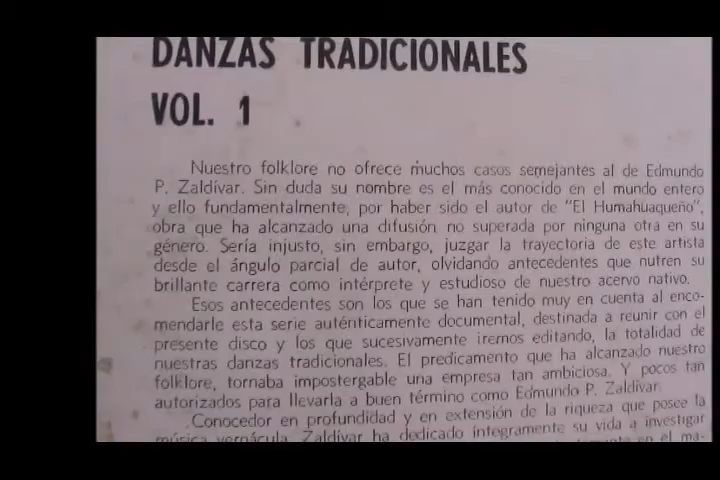 DANZAS TRADICIONALES
VOL. 1
Nuestro folklore no ofrece muchos casos semejantes al de Edmundo
P. Zaldívar. Sin duda su nombre es el más conocido en el mundo entero
y ello fundamentalmente, por haber sido el autor de "El Humahuaqueño",
obra que ha alcanzado una difusión no superada por ninguna otra en su
género. Sería injusto, sin embargo, juzgar la trayectoria de este artista
desde el ángulo parcial de autor, olvidando antecedentes que nutren su
brillante carrera como intérprete y estudioso de nuestro acervo nativo.
Esos antecedentes son los que se han tenido muy en cuenta al enco-
mendarle esta serie auténticamente documental, destinada a reunir con el
presente disco y los que sucesivamente iremos editando, la totalidad de
nuestras danzas tradicionales. El predicamento que ha alcanzado nuestro
folklore, tornaba impostergable una empresa tan ambiciosa. Y pocos tan
autorizados para llevarla a buen término como Edmundo P. Zaldívar.
Conocedor en profundidad y en extensión de la riqueza que posee la
música vernácula, Zaldívar ha dedicado íntegramente su vida a investigar
en el ma-